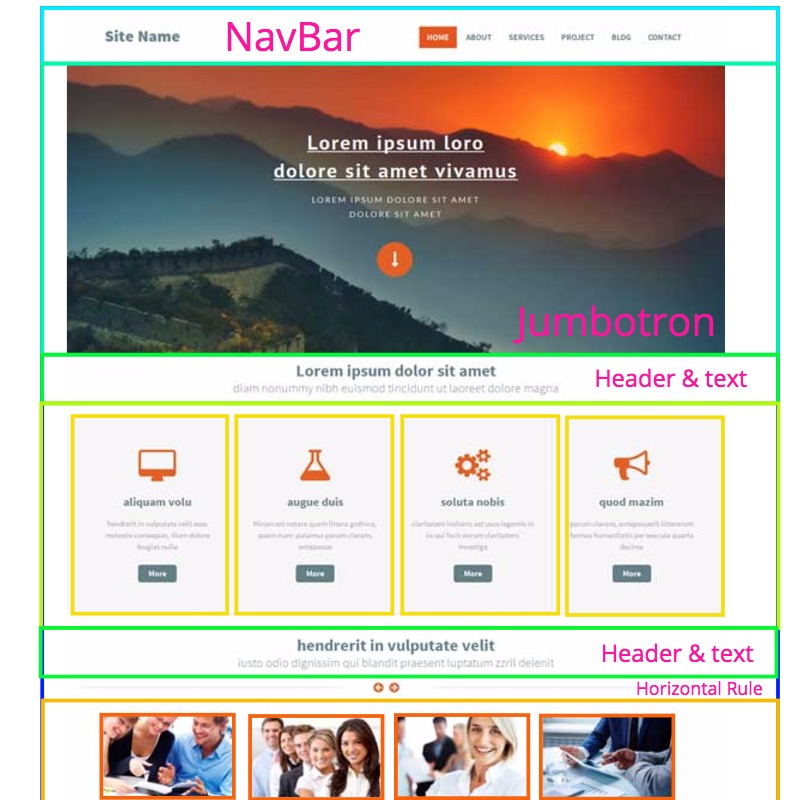 Site Name
NavBar
HOME ABOUT SERVICES PROJECT BLOG CONTACT
Lorem ipsum loro
dolore sit amet vivamus
LOREM IPSUM DOLORE SIT AMET
DOLORE SIT AMET
Jumbotron
Lorem ipsum dolor sit amet
diam nonummy nibh euismod tincidunt ut laoreet dolore magna
Header & text
aliquam volu
hendrerit in vulputate velit esse
molestie consequat, illum dolore
feugiat nulla
More
augue duis
Mirum est notare quam littera gothica,
quam nunc putamus parum claram,
anteposue
More
soluta nobis
claritatem insitam; est usus legentis in
iis qui facit eorum claritatem.
Investiga
More
quod mazim
parum claram, anteposuerit litterarum
formas humanitatis per seacula quarta
decima
More
hendrerit in vulputate velit
iusto odio dignissim qui blandit praesent luptatum zzril delenit
Header & text
Horizontal Rule